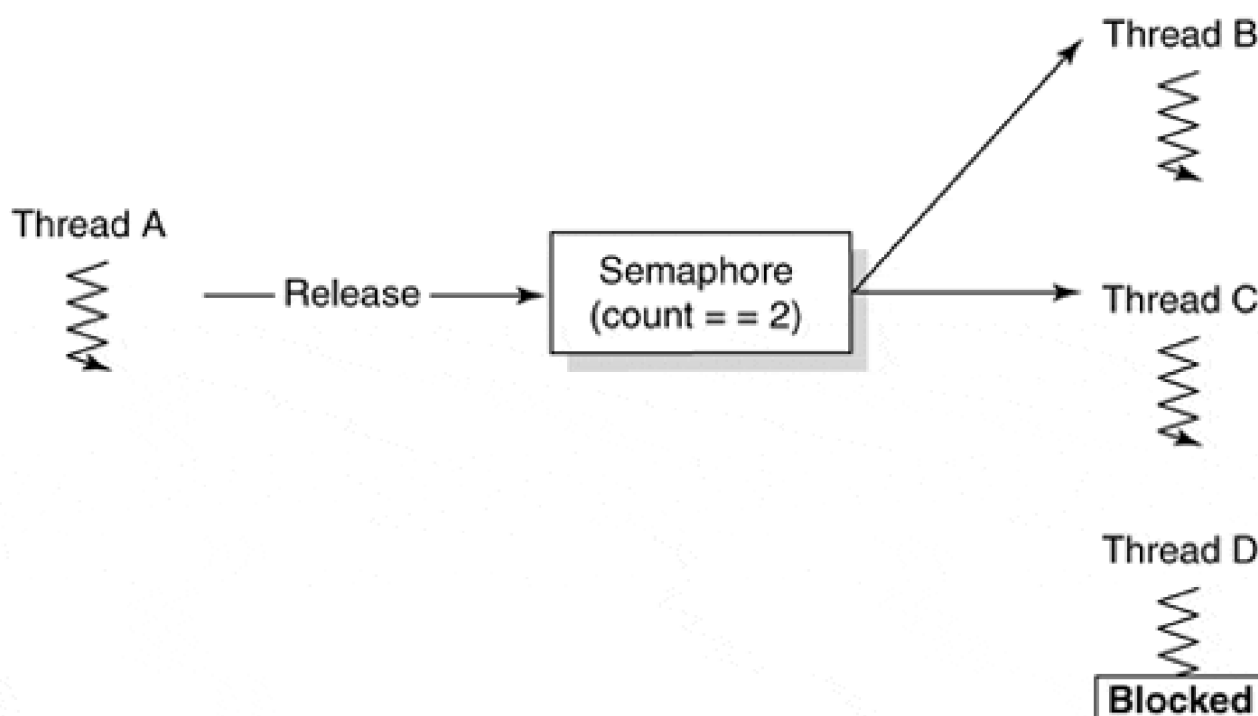 Thread B
Thread A
Release
Semaphore
(count = = 2)
Thread C
Thread D
Blocked